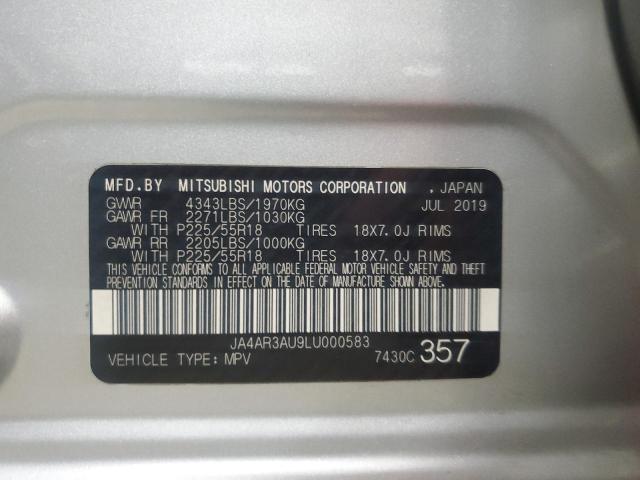 MFD.BY MITSUBISHI MOTORS CORPORATION , JAPAN
GVWR 4343LBS/1970KG JUL 2019
GAWR FR 2271LBS/1030KG
WITH P225/55R18 TIRES 18X7.0J RIMS
GAWR RR 2205LBS/1000KG
WITH P225/55R18 TIRES 18X7.0J RIMS
THIS VEHICLE CONFORMS TO ALL APPLICABLE FEDERAL MOTOR VEHICLE SAFETY AND THEFT
PREVENTION STANDARDS IN EFFECT ON THE DATE OF MANUFACTURE SHOWN ABOVE.
JA4AR3AU9LU000583
VEHICLE TYPE: MPV 7430C 357